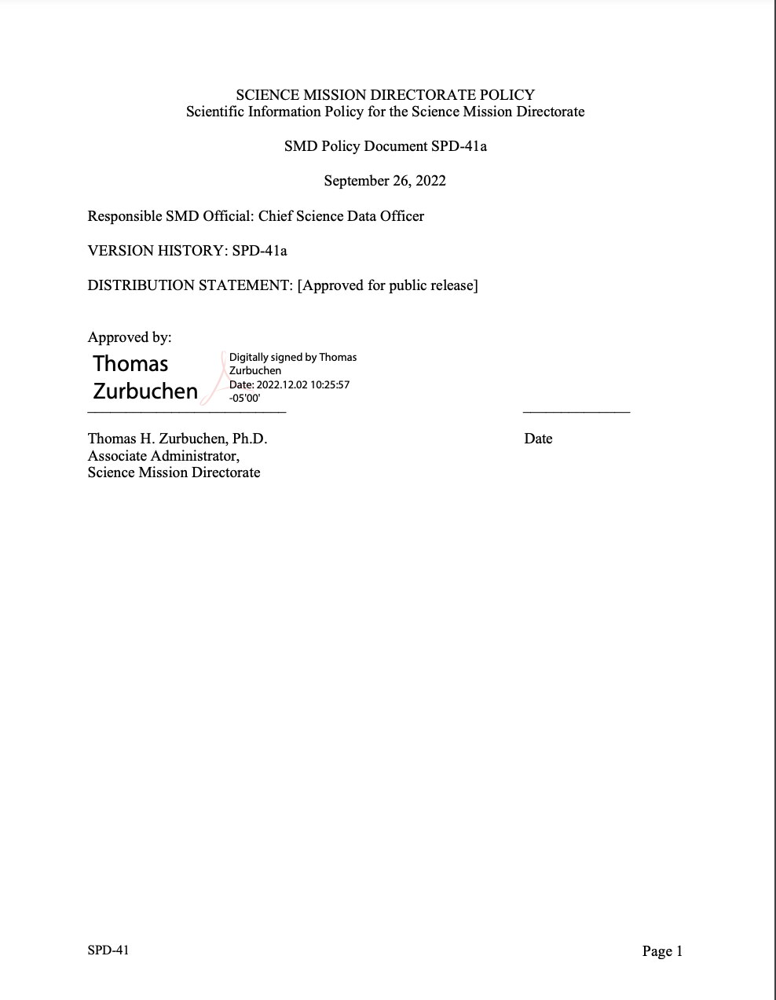 SCIENCE MISSION DIRECTORATE POLICY
Scientific Information Policy for the Science Mission Directorate
SMD Policy Document SPD-41a
September 26, 2022
Responsible SMD Official: Chief Science Data Officer
VERSION HISTORY: SPD-41a
DISTRIBUTION STATEMENT: [Approved for public release]
Approved by:
Thomas
Zurbuchen
Digitally signed by Thomas
Zurbuchen
Date: 2022.12.02 10:25:57
-05'00'
Thomas H. Zurbuchen, Ph.D.
Associate Administrator,
Science Mission Directorate
Date
SPD-41
Page 1